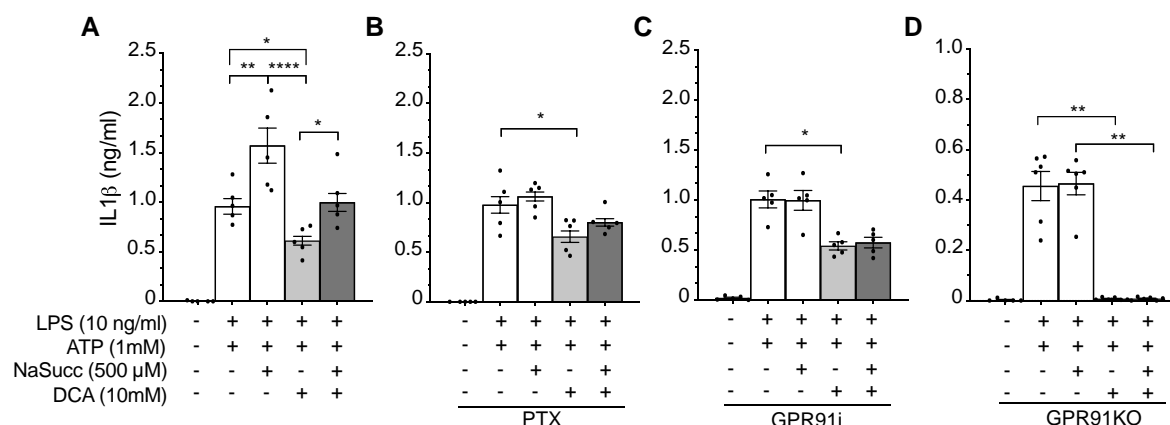 A B C D
* * * **
** **** **
*
IL1β (ng/ml)
2.5 2.5 2.5 1.0
2.0 2.0 2.0 0.8
1.5 1.5 1.5 0.6
1.0 1.0 1.0 0.4
0.5 0.5 0.5 0.2
0 0 0 0
LPS (10 ng/ml) - + + + + - + + + + - + + + + - + + + +
ATP (1mM) - + + + + - + + + + - + + + + - + + + +
NaSucc (500 µM) - - + - + - - + - + - - + - + - - + - +
DCA (10mM) - - - + + - - - + + - - - + + - - - + +
PTX GPR91i GPR91KO